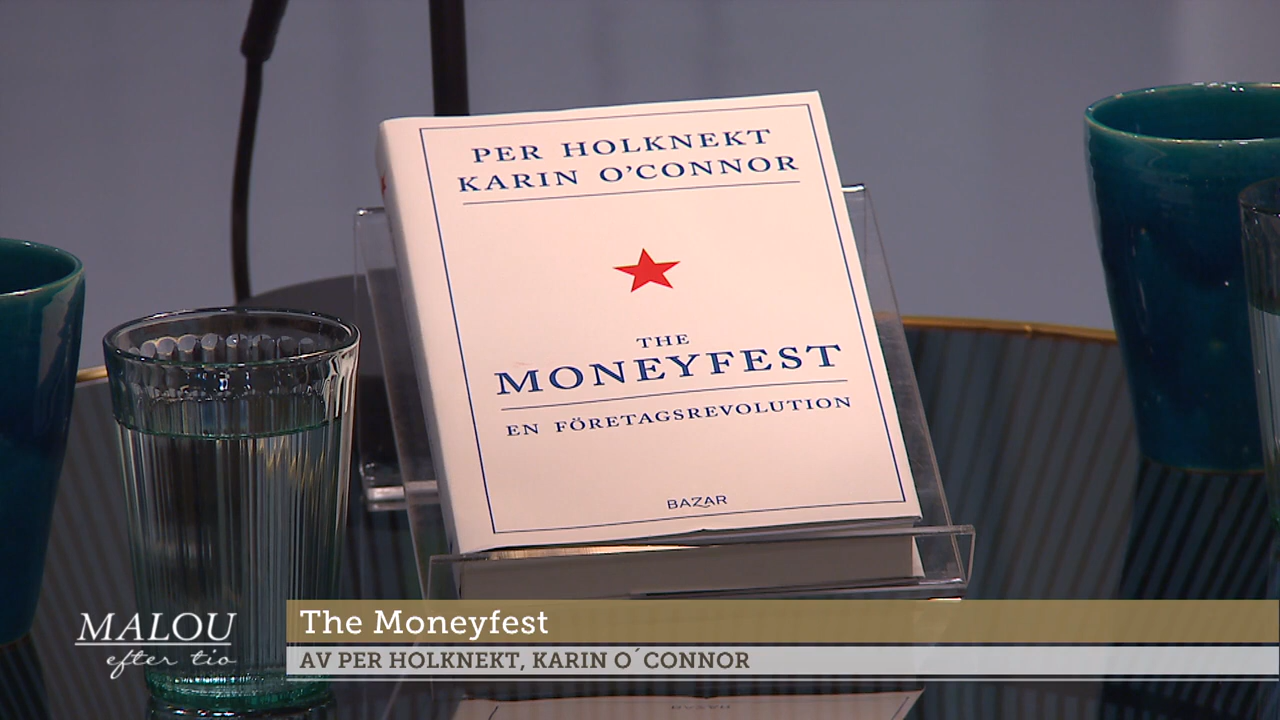 PER HOLKNEKT
KARIN O'CONNOR
THE
MONEYFEST
EN FÖRETAGSREVOLUTION
BAZAR
MALOU
efter tio
The Moneyfest
AV PER HOLKNEKT, KARIN O´CONNOR